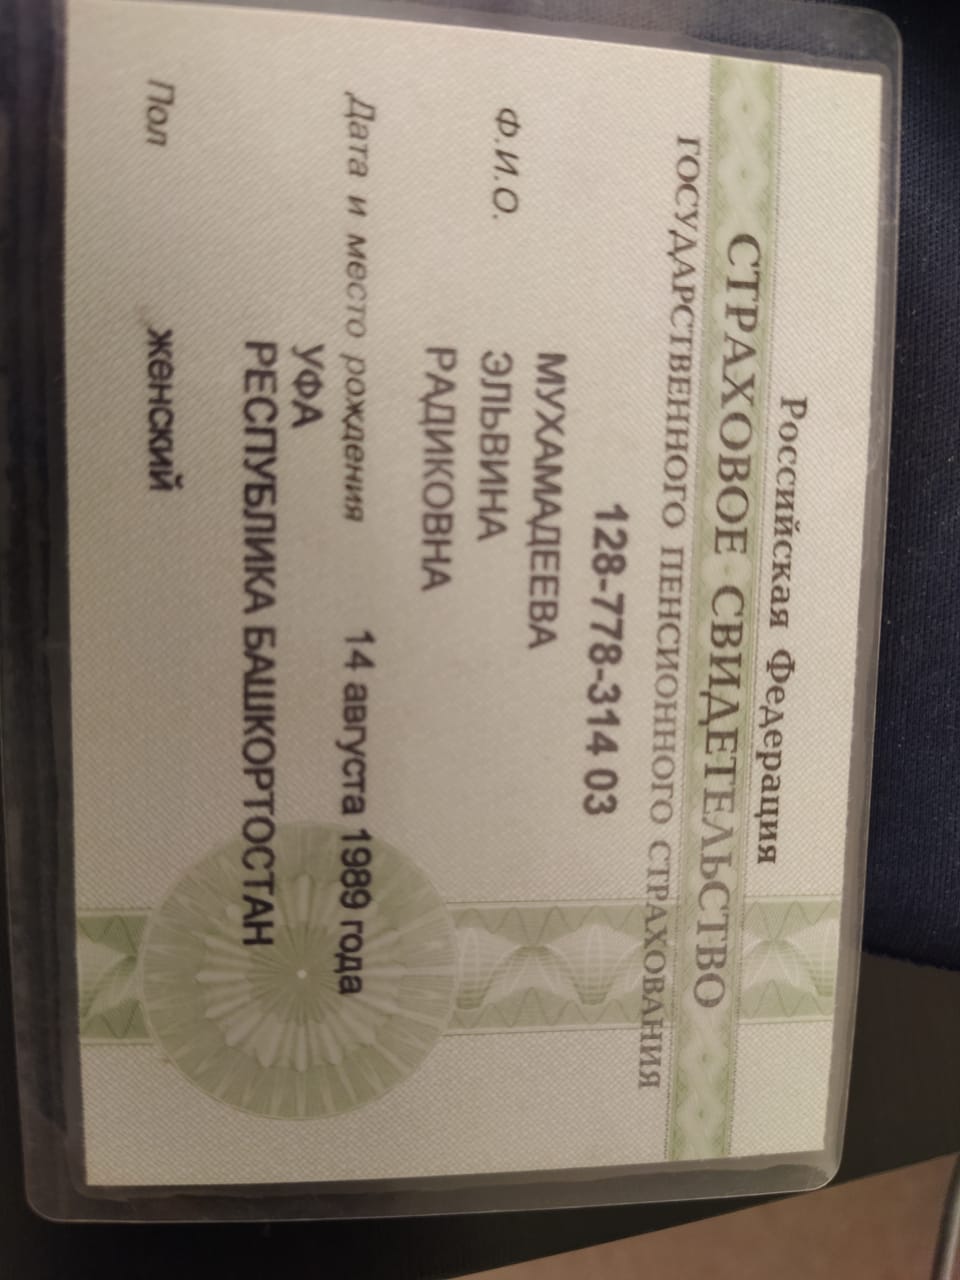 Российская Федерация
СТРАХОВОЕ СВИДЕТЕЛЬСТВО
ГОСУДАРСТВЕННОГО ПЕНСИОННОГО СТРАХОВАНИЯ
128-778-314 03
Ф.И.О. МУХАМАДЕЕВА
ЭЛЬВИНА
РАДИКОВНА
Дата и место рождения 14 августа 1989 года
УФА
РЕСПУБЛИКА БАШКОРТОСТАН
Пол женский